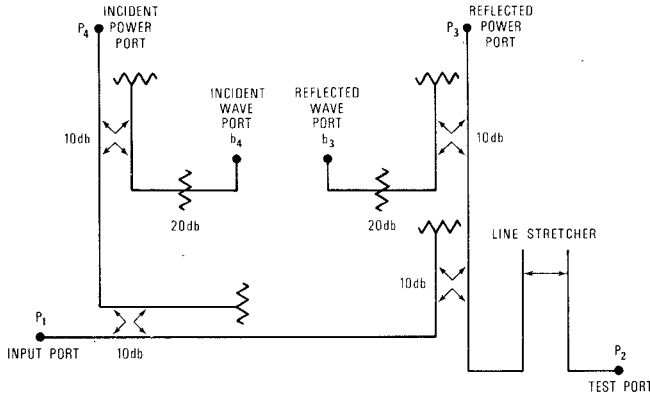 P4
INCIDENT
POWER
PORT
P3
REFLECTED
POWER
PORT
INCIDENT
WAVE
PORT
b4
REFLECTED
WAVE
PORT
b3
10db
10db
20db
20db
LINE STRETCHER
10db
P1
INPUT PORT
10db
P2
TEST PORT